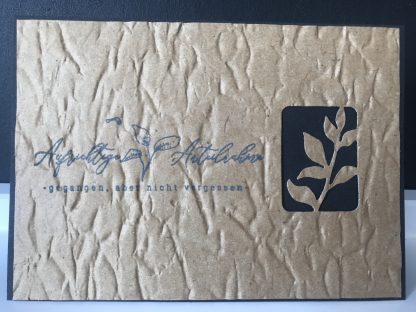 Aufrichtige Anteilnahme
-gegangen, aber nicht vergessen-